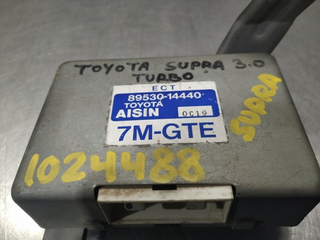 TOYOTA SUPRA 3.0
TURBO
ECT
89530-14440
TOYOTA
AISIN 0C19
7M-GTE
SUPRA
1024488